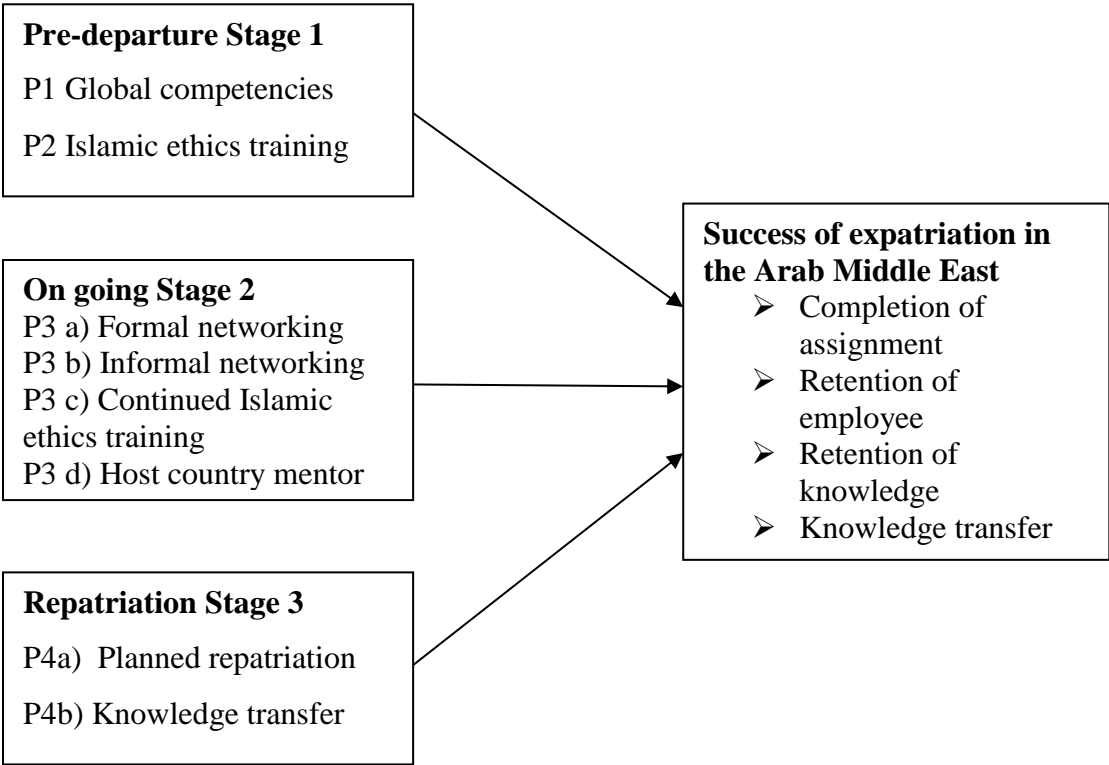 Pre-departure Stage 1
P1 Global competencies
P2 Islamic ethics training
On going Stage 2
P3 a) Formal networking
P3 b) Informal networking
P3 c) Continued Islamic
ethics training
P3 d) Host country mentor
Repatriation Stage 3
P4a)  Planned repatriation
P4b) Knowledge transfer
Success of expatriation in
the Arab Middle East
➢ Completion of
assignment
➢ Retention of
employee
➢ Retention of
knowledge
➢ Knowledge transfer